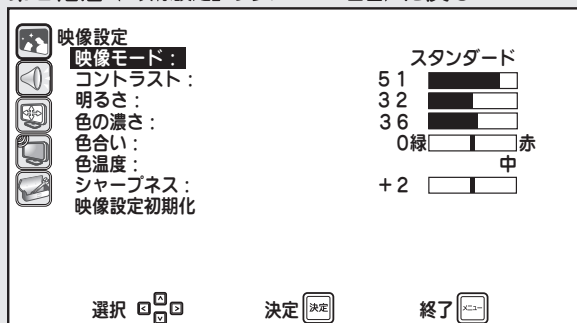 映像設定
映像モード： スタンダード
コントラスト： 51
明るさ： 32
色の濃さ： 36
色合い： 0緑 赤
色温度： 中
シャープネス： +2
映像設定初期化
選択 決定 決定 終了 メニュー